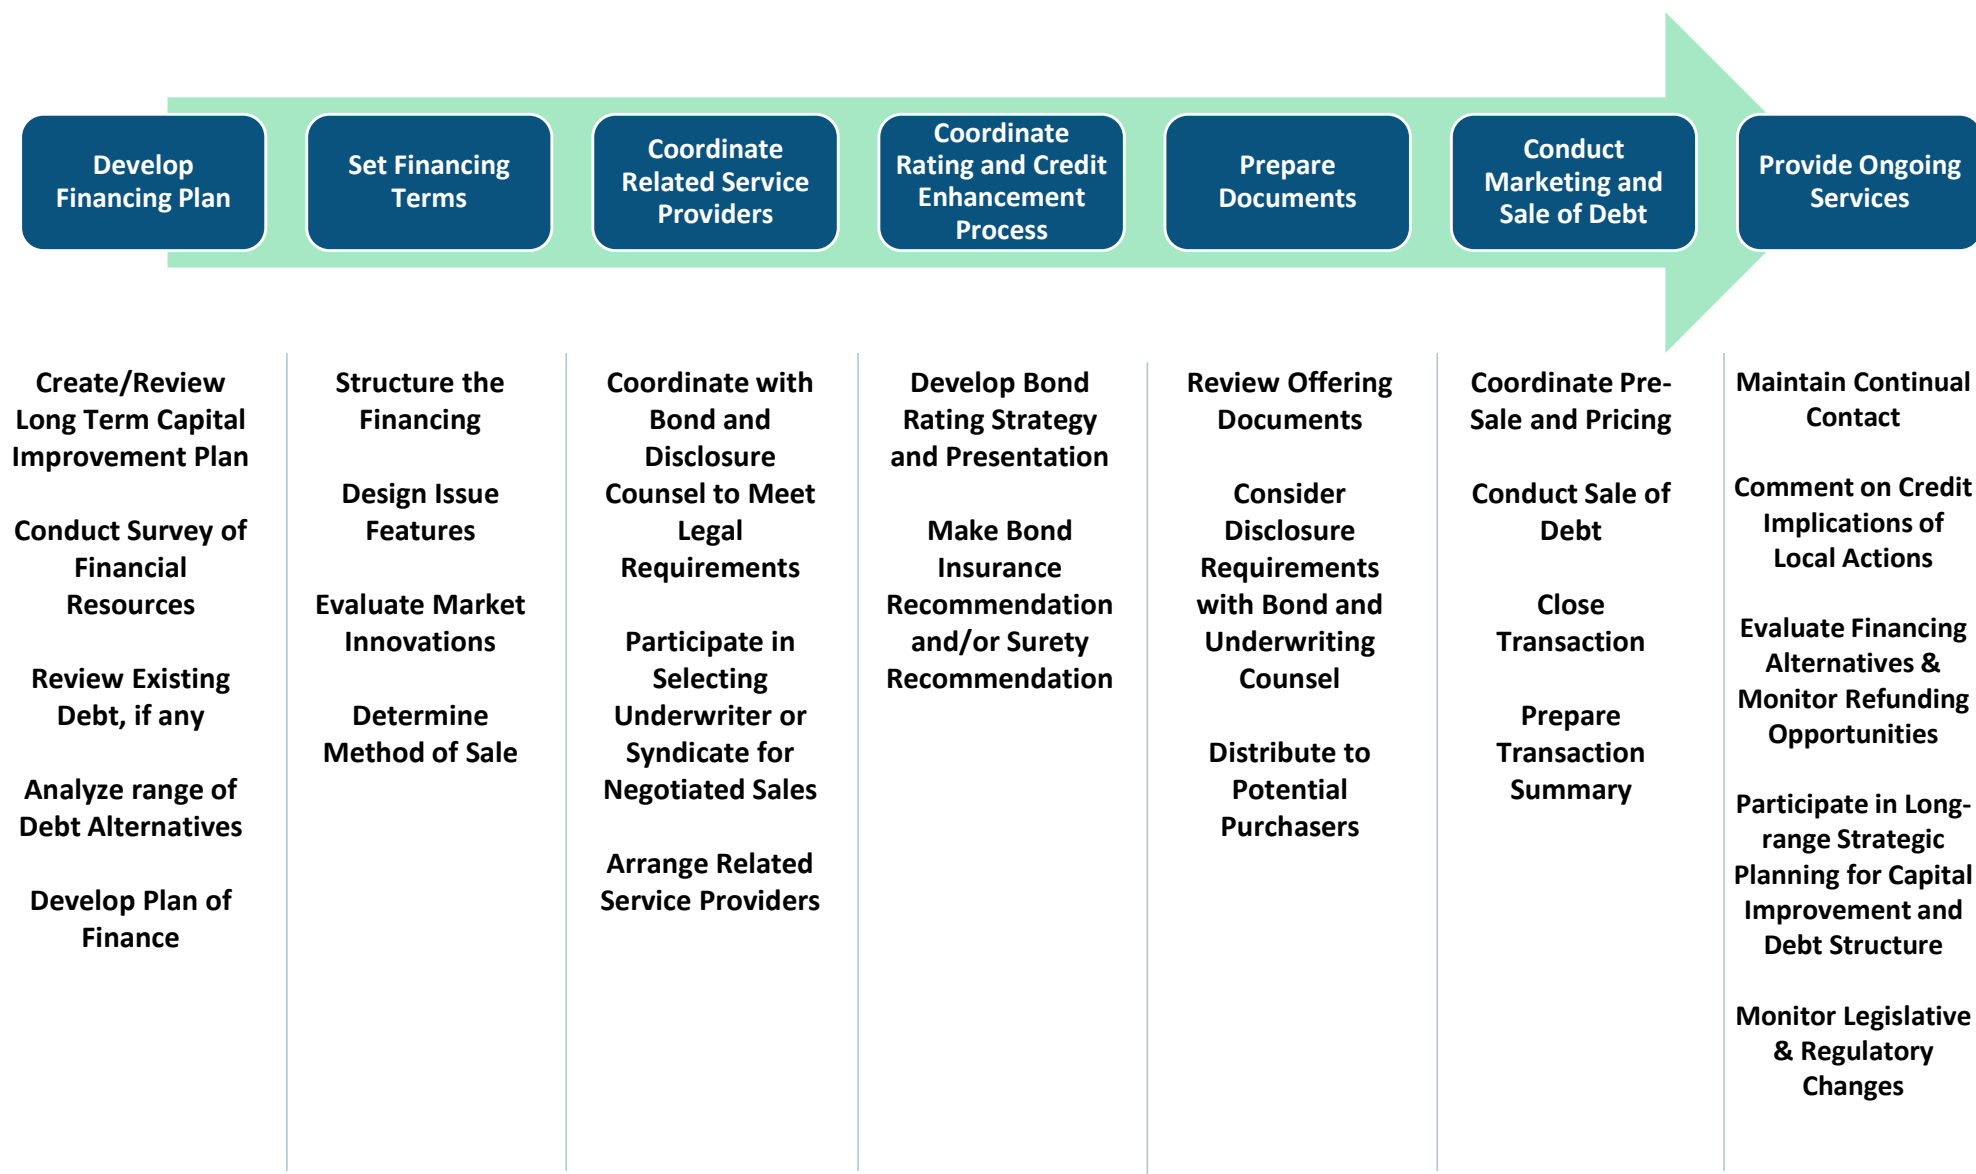 Develop
Financing Plan
Set Financing
Terms
Coordinate
Related Service
Providers
Coordinate
Rating and Credit
Enhancement
Process
Prepare
Documents
Conduct
Marketing and
Sale of Debt
Provide Ongoing
Services
Create/Review
Long Term Capital
Improvement Plan
Conduct Survey of
Financial
Resources
Review Existing
Debt, if any
Analyze range of
Debt Alternatives
Develop Plan of
Finance
Structure the
Financing
Design Issue
Features
Evaluate Market
Innovations
Determine
Method of Sale
Coordinate with
Bond and
Disclosure
Counsel to Meet
Legal
Requirements
Participate in
Selecting
Underwriter or
Syndicate for
Negotiated Sales
Arrange Related
Service Providers
Develop Bond
Rating Strategy
and Presentation
Make Bond
Insurance
Recommendation
and/or Surety
Recommendation
Review Offering
Documents
Consider
Disclosure
Requirements
with Bond and
Underwriting
Counsel
Distribute to
Potential
Purchasers
Coordinate Pre-
Sale and Pricing
Conduct Sale of
Debt
Close
Transaction
Prepare
Transaction
Summary
Maintain Continual
Contact
Comment on Credit
Implications of
Local Actions
Evaluate Financing
Alternatives &
Monitor Refunding
Opportunities
Participate in Long-
range Strategic
Planning for Capital
Improvement and
Debt Structure
Monitor Legislative
& Regulatory
Changes